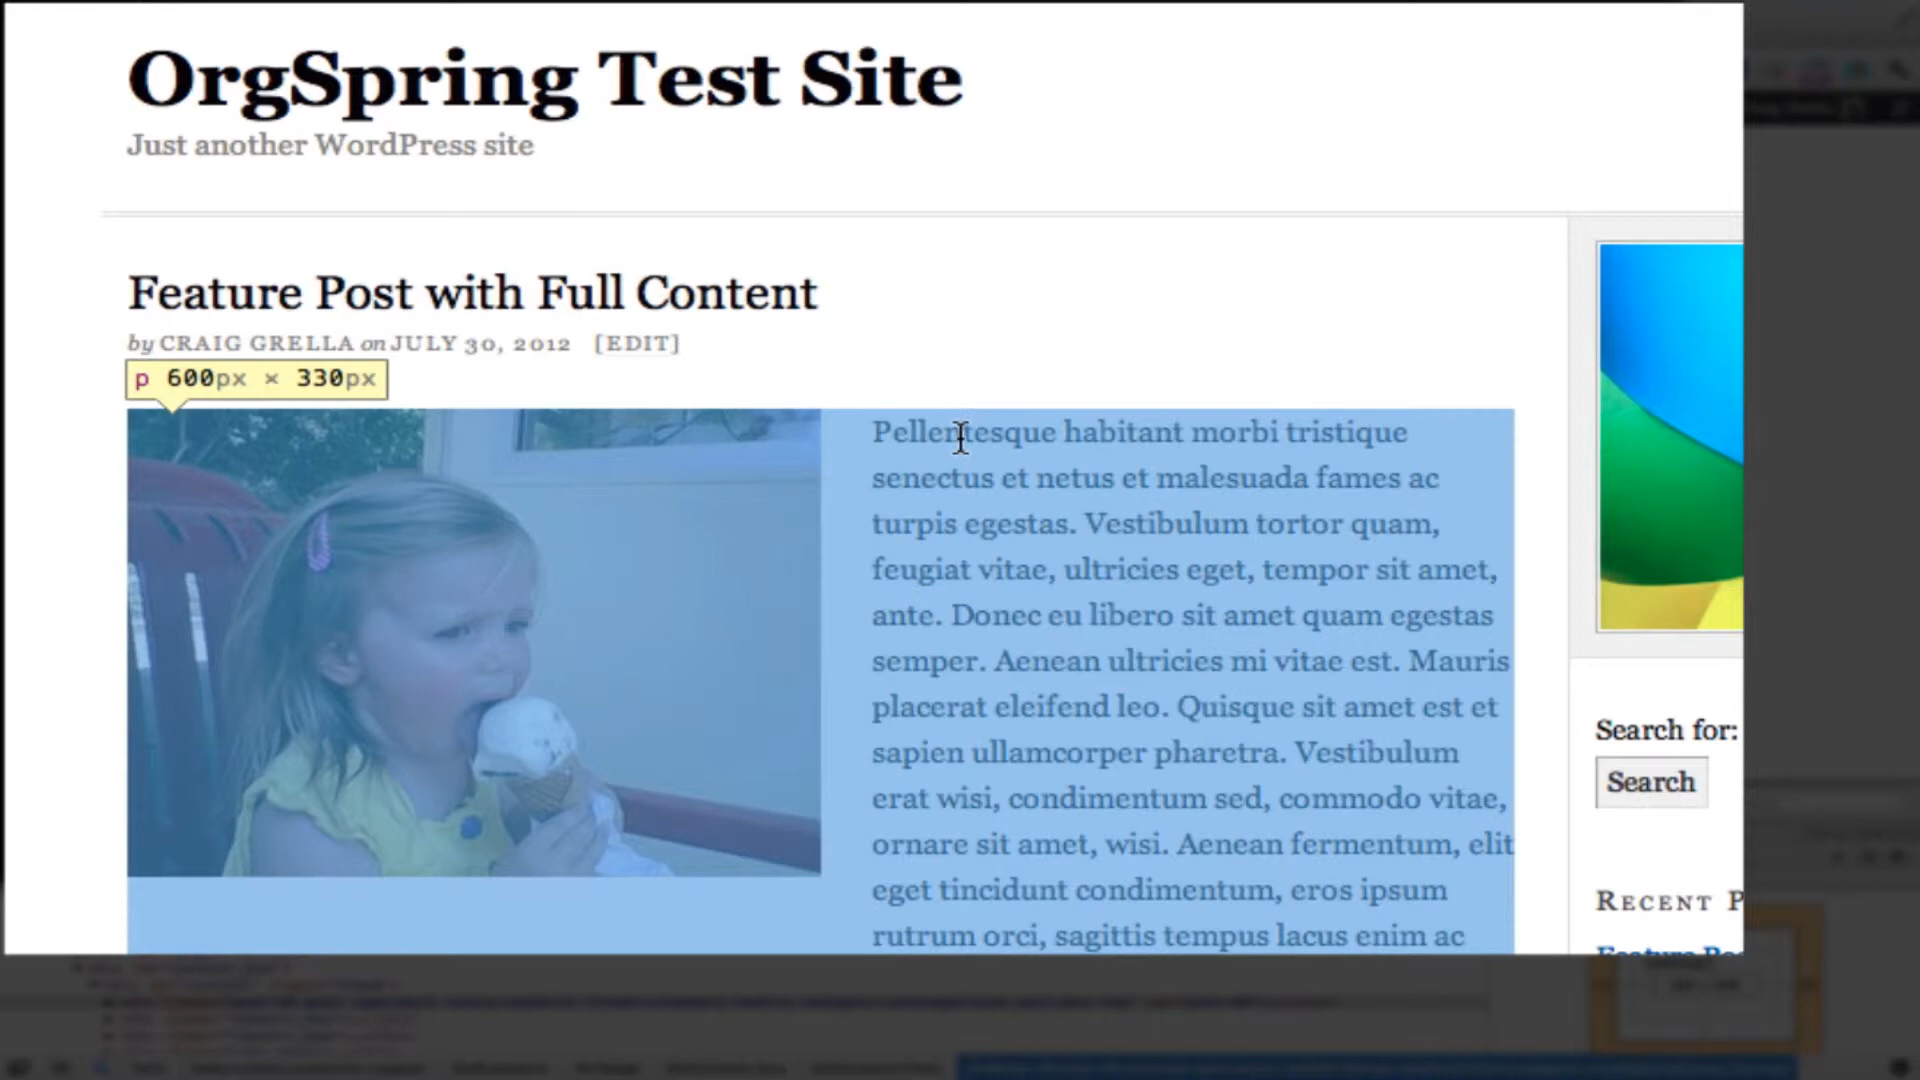 OrgSpring Test Site
Just another WordPress site
Feature Post with Full Content
by CRAIG GRELLA on JULY 30, 2012 [EDIT]
p 600px × 330px
Pellentesque habitant morbi tristique
senectus et netus et malesuada fames ac
turpis egestas. Vestibulum tortor quam,
feugiat vitae, ultricies eget, tempor sit amet,
ante. Donec eu libero sit amet quam egestas
semper. Aenean ultricies mi vitae est. Mauris
placerat eleifend leo. Quisque sit amet est et
sapien ullamcorper pharetra. Vestibulum
erat wisi, condimentum sed, commodo vitae,
ornare sit amet, wisi. Aenean fermentum, elit
eget tincidunt condimentum, eros ipsum
rutrum orci, sagittis tempus lacus enim ac
Search for:
Search
RECENT P